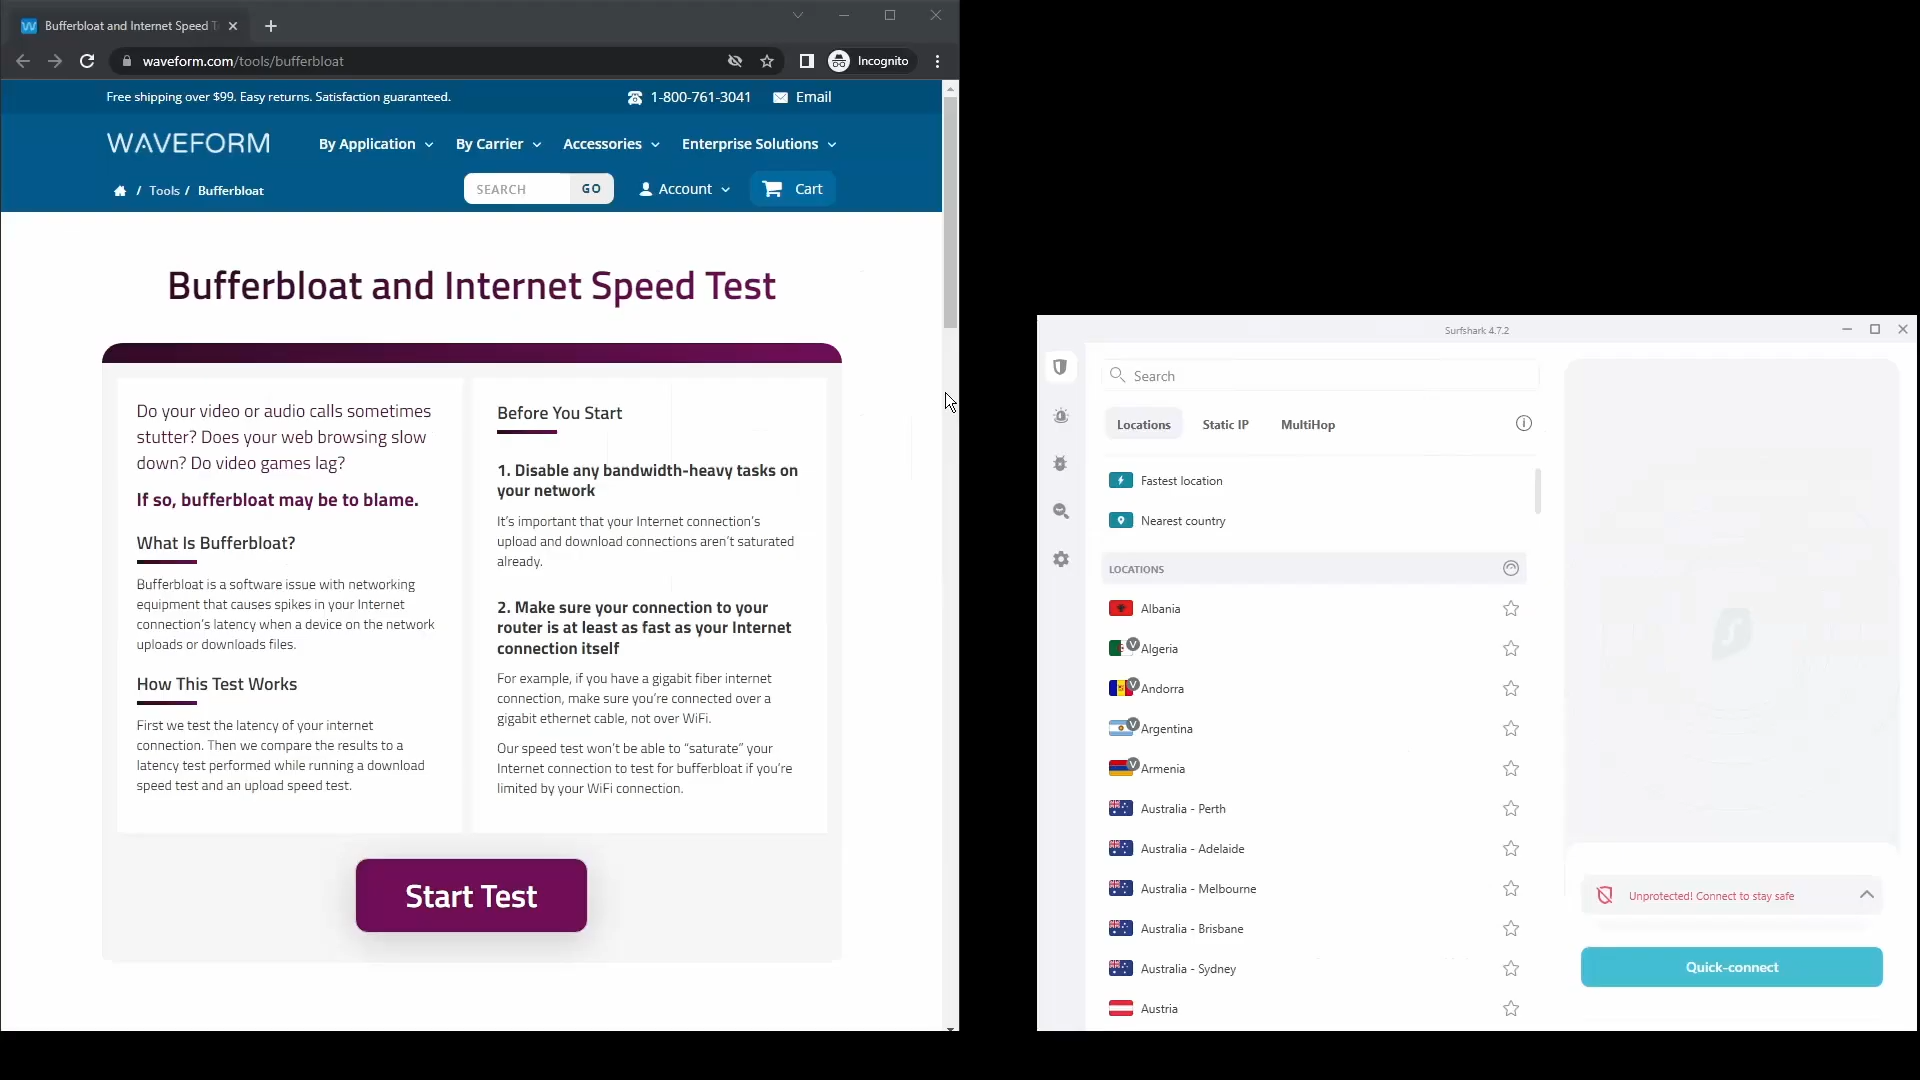 Bufferbloat and Internet Speed T
waveform.com/tools/bufferbloat
Incognito
Free shipping over $99. Easy returns. Satisfaction guaranteed.
1-800-761-3041
Email
WAVEFORM
By Application
By Carrier
Accessories
Enterprise Solutions
/ Tools / Bufferbloat
SEARCH
GO
Account
Cart
Bufferbloat and Internet Speed Test
Do your video or audio calls sometimes
stutter? Does your web browsing slow
down? Do video games lag?
If so, bufferbloat may be to blame.
What Is Bufferbloat?
Bufferbloat is a software issue with networking
equipment that causes spikes in your Internet
connection's latency when a device on the network
uploads or downloads files.
How This Test Works
First we test the latency of your internet
connection. Then we compare the results to a
latency test performed while running a download
speed test and an upload speed test.
Before You Start
1. Disable any bandwidth-heavy tasks on
your network
It's important that your Internet connection's
upload and download connections aren't saturated
already.
2. Make sure your connection to your
router is at least as fast as your Internet
connection itself
For example, if you have a gigabit fiber internet
connection, make sure you're connected over a
gigabit ethernet cable, not over WiFi.
Our speed test won't be able to “saturate” your
Internet connection to test for bufferbloat if you're
limited by your WiFi connection.
Start Test
Surfshark 4.7.2
Search
Locations
Static IP
MultiHop
Fastest location
Nearest country
LOCATIONS
Albania
V Algeria
V Andorra
V Argentina
V Armenia
Australia - Perth
Australia - Adelaide
Australia - Melbourne
Australia - Brisbane
Australia - Sydney
Austria
Unprotected! Connect to stay safe
Quick-connect